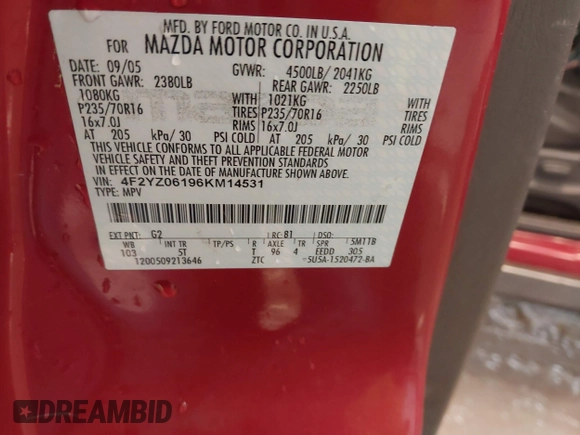 MFD. BY FORD MOTOR CO. IN U.S.A.
FOR MAZDA MOTOR CORPORATION
DATE: 09/05 GVWR: 4500LB/ 2041KG
FRONT GAWR: 2380LB REAR GAWR: 2250LB
1080KG WITH 1021KG WITH
P235/70R16 TIRES P235/70R16 TIRES
16x7.0J RIMS 16x7.0J RIMS
AT 205 kPa/ 30 PSI COLD AT 205 kPa/ 30 PSI COLD
THIS VEHICLE CONFORMS TO ALL APPLICABLE FEDERAL MOTOR
VEHICLE SAFETY AND THEFT PREVENTION STANDARDS
IN EFFECT ON THE DATE OF MANUFACTURE SHOWN ABOVE.
VIN: 4F2YZ06196KM14531
TYPE: MPV
EXT PNT: G2 RC: 81 DSO:
WB INT TR TP/PS R AXLE TR SPR 5M11B
103 5T T 96 4 EEDD 305
1200509213646 ZTC 5U5A-1520472-BA
DREAMBID